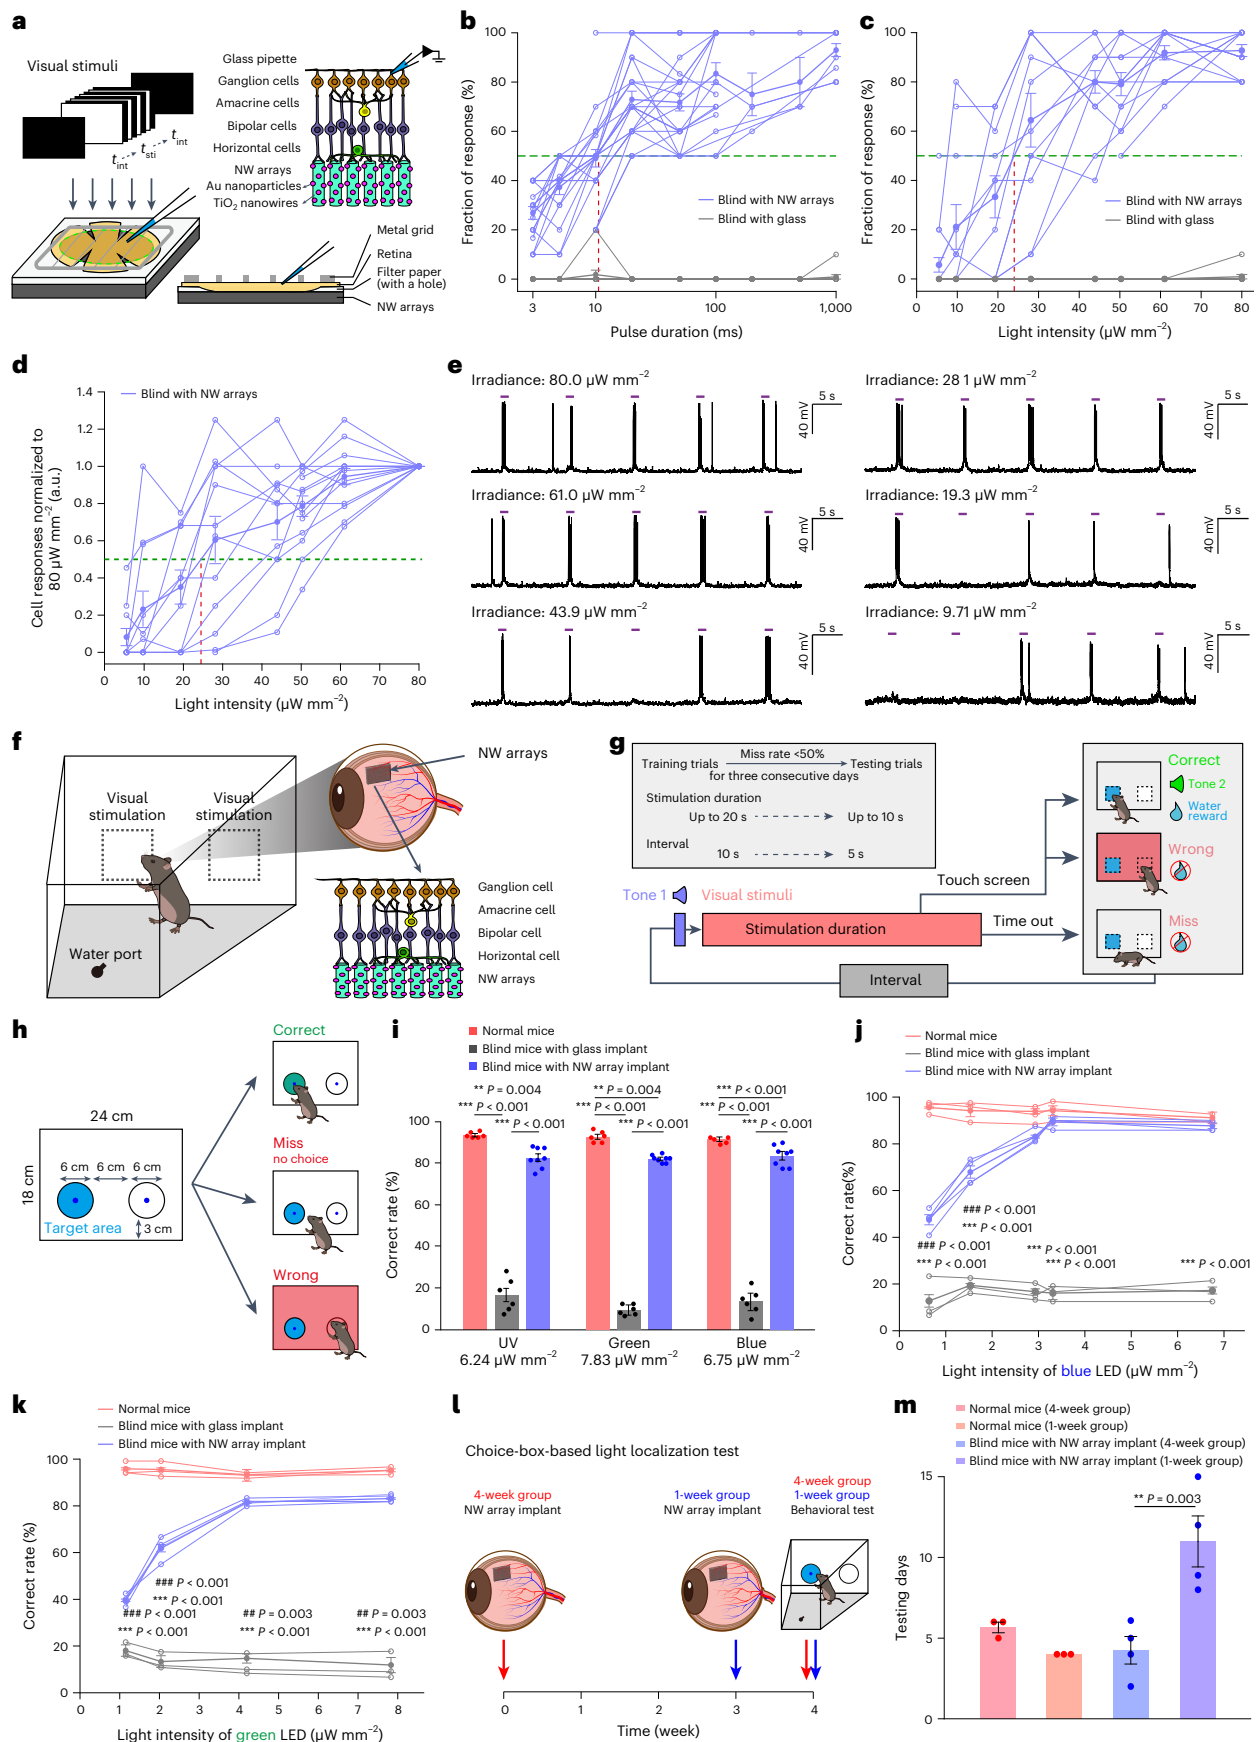 a
Visual stimuli
t int
t sti
t int
Glass pipette
Ganglion cells
Amacrine cells
Bipolar cells
Horizontal cells
NW arrays
Au nanoparticles
TiO2 nanowires
Metal grid
Retina
Filter paper
(with a hole)
NW arrays
b
Fraction of response (%)
100
80
60
40
20
0
Blind with NW arrays
Blind with glass
3
10
100
1,000
Pulse duration (ms)
c
Fraction of response (%)
100
80
60
40
20
0
Blind with NW arrays
Blind with glass
0 10 20 30 40 50 60 70 80
Light intensity (µW mm−2)
d
Cell responses normalized to
80 µW mm−2 (a.u.)
1.4
1.2
1.0
0.8
0.6
0.4
0.2
0
Blind with NW arrays
0 10 20 30 40 50 60 70 80
Light intensity (µW mm−2)
e
Irradiance: 80.0 µW mm−2
5 s
40 mV
Irradiance: 28 1 µW mm−2
5 s
40 mV
Irradiance: 61.0 µW mm−2
5 s
40 mV
Irradiance: 19.3 µW mm−2
5 s
40 mV
Irradiance: 43.9 µW mm−2
5 s
40 mV
Irradiance: 9.71 µW mm−2
5 s
40 mV
f
Visual
stimulation
Visual
stimulation
Water port
NW arrays
Ganglion cell
Amacrine cell
Bipolar cell
Horizontal cell
NW arrays
g
Miss rate <50%
Training trials
Testing trials
for three consecutive days
Stimulation duration
Up to 20 s
Up to 10 s
Interval
10 s
5 s
Tone 1
Visual stimuli
Stimulation duration
Touch screen
Time out
Interval
Correct
Tone 2
Water
reward
Wrong
Miss
h
24 cm
18 cm
6 cm 6 cm 6 cm
Target area
3 cm
Correct
Miss
no choice
Wrong
i
Normal mice
Blind mice with glass implant
Blind mice with NW array implant
** P = 0.004
*** P < 0.001
*** P < 0.001
** P = 0.004
*** P < 0.001
*** P < 0.001
*** P < 0.001
*** P < 0.001
*** P < 0.001
Correct rate (%)
100
80
60
40
20
0
UV
6.24 µW mm−2
Green
7.83 µW mm−2
Blue
6.75 µW mm−2
j
Normal mice
Blind mice with glass implant
Blind mice with NW array implant
Correct rate(%)
100
80
60
40
20
0
### P < 0.001
*** P < 0.001
### P < 0.001
*** P < 0.001
*** P < 0.001
*** P < 0.001
*** P < 0.001
0 1 2 3 4 5 6 7
Light intensity of blue LED (µW mm−2)
k
Normal mice
Blind mice with glass implant
Blind mice with NW array implant
Correct rate (%)
100
80
60
40
20
0
### P < 0.001
*** P < 0.001
### P < 0.001
*** P < 0.001
## P = 0.003
*** P < 0.001
## P = 0.003
*** P < 0.001
0 1 2 3 4 5 6 7 8
Light intensity of green LED (µW mm−2)
l
Choice-box-based light localization test
4-week group
NW array implant
1-week group
NW array implant
4-week group
1-week group
Behavioral test
0 1 2 3 4
Time (week)
m
Normal mice (4-week group)
Normal mice (1-week group)
Blind mice with NW array implant (4-week group)
Blind mice with NW array implant (1-week group)
Testing days
15
10
5
0
** P = 0.003